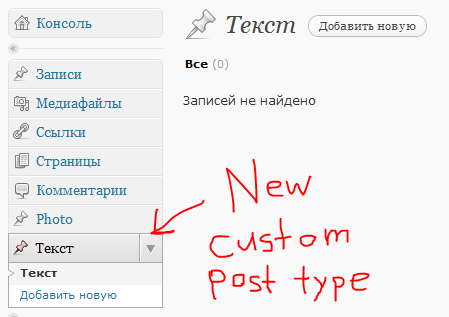 Консоль
Записи
Медиафайлы
Ссылки
Страницы
Комментарии
Photo
Текст
Текст
Добавить новую
Текст Добавить новую
Все (0)
Записей не найдено
New
custom
post type